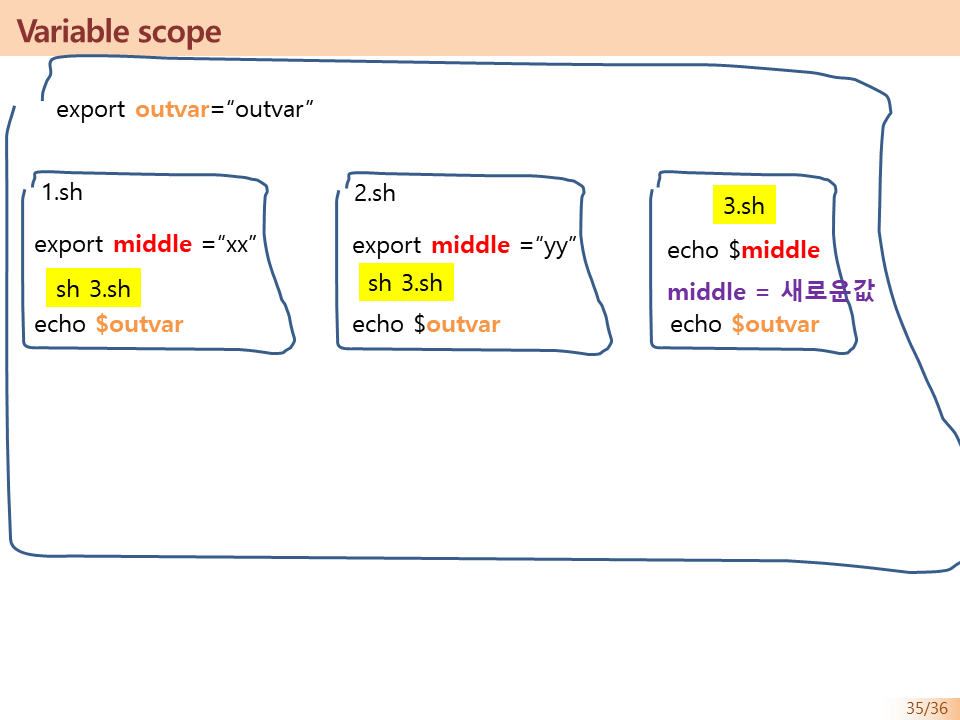 Variable scope
export outvar=“outvar”
1.sh
export middle =“xx”
sh 3.sh
echo $outvar
2.sh
export middle =“yy”
sh 3.sh
echo $outvar
3.sh
echo $middle
middle = 새로운값
echo $outvar
35/36